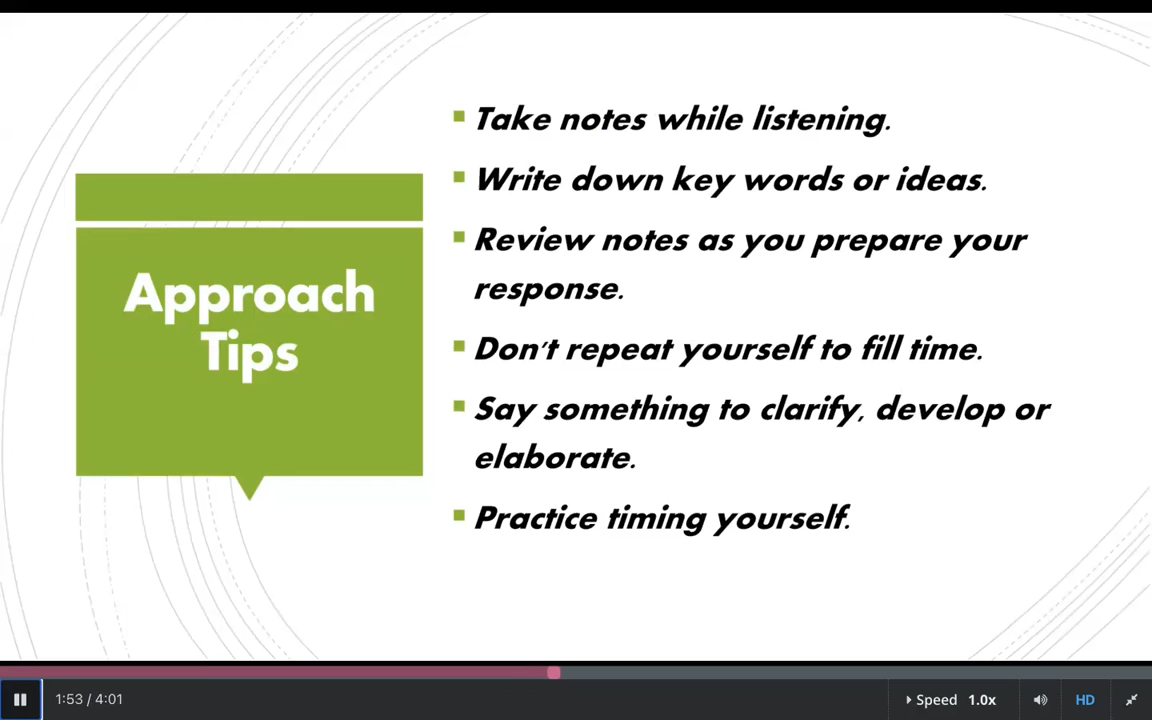 Approach
Tips
Take notes while listening.
Write down key words or ideas.
Review notes as you prepare your
response.
Don't repeat yourself to fill time.
Say something to clarify, develop or
elaborate.
Practice timing yourself.
1:53 / 4:01
Speed 1.0x
HD